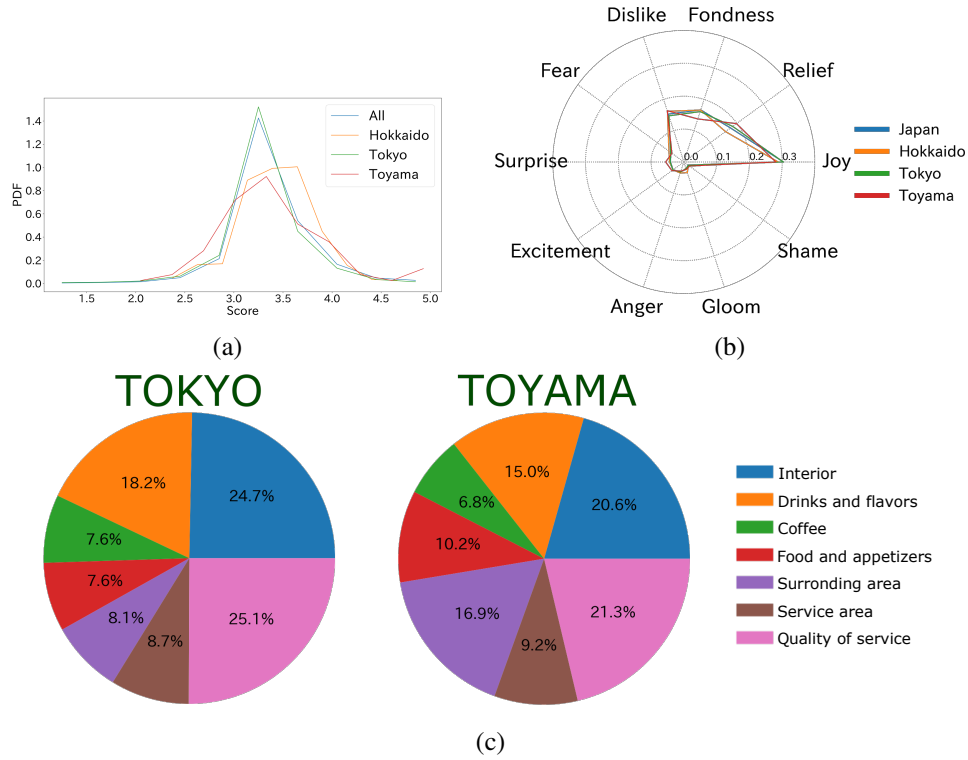 Dislike Fondness
Fear Relief
Surprise 0.0 0.1 0.2 0.3 Joy
Excitement Shame
Anger Gloom
Japan
Hokkaido
Tokyo
Toyama
(b)
PDF
1.4
1.2
1.0
0.8
0.6
0.4
0.2
0.0
1.5 2.0 2.5 3.0 3.5 4.0 4.5 5.0
Score
All
Hokkaido
Tokyo
Toyama
(a)
TOKYO
18.2% 24.7%
7.6%
7.6%
8.1%
8.7%
25.1%
TOYAMA
15.0% 20.6%
6.8%
10.2%
16.9%
9.2%
21.3%
Interior
Drinks and flavors
Coffee
Food and appetizers
Surronding area
Service area
Quality of service
(c)